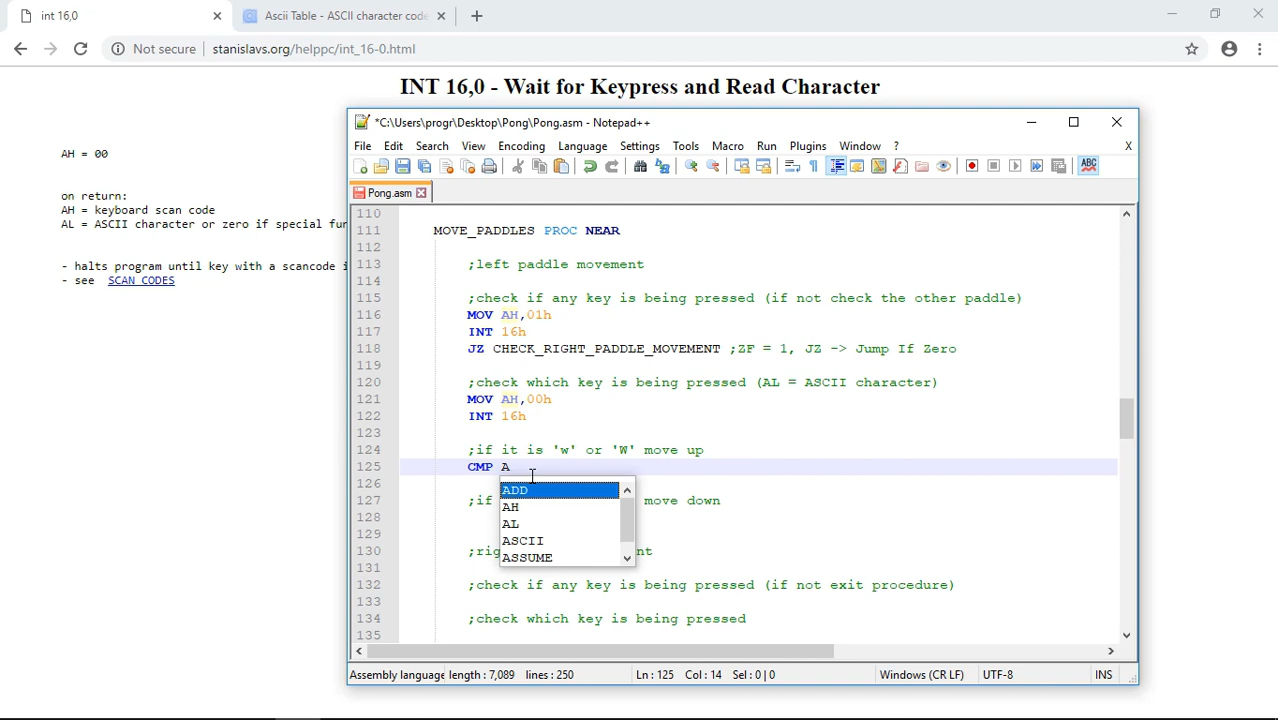 int 16,0
Ascii Table - ASCII character code
Not secure stanislavs.org/helppc/int_16-0.html
INT 16,0 - Wait for Keypress and Read Character
AH = 00
on return:
AH = keyboard scan code
AL = ASCII character or zero if special fun
- halts program until key with a scancode i
- see SCAN CODES
*C:\Users\progr\Desktop\Pong\Pong.asm - Notepad++
File Edit Search View Encoding Language Settings Tools Macro Run Plugins Window ? X
ABC
Pong.asm
110
111 MOVE_PADDLES PROC NEAR
112
113 ;left paddle movement
114
115 ;check if any key is being pressed (if not check the other paddle)
116 MOV AH,01h
117 INT 16h
118 JZ CHECK_RIGHT_PADDLE_MOVEMENT ;ZF = 1, JZ -> Jump If Zero
119
120 ;check which key is being pressed (AL = ASCII character)
121 MOV AH,00h
122 INT 16h
123
124 ;if it is 'w' or 'W' move up
125 CMP A
126 ADD
127 ;if move down
AH
128 AL
129 ASCII
130 ;rig nt
ASSUME
131
132 ;check if any key is being pressed (if not exit procedure)
133
134 ;check which key is being pressed
135
Assembly language length : 7,089 lines : 250 Ln : 125 Col : 14 Sel : 0 | 0 Windows (CR LF) UTF-8 INS